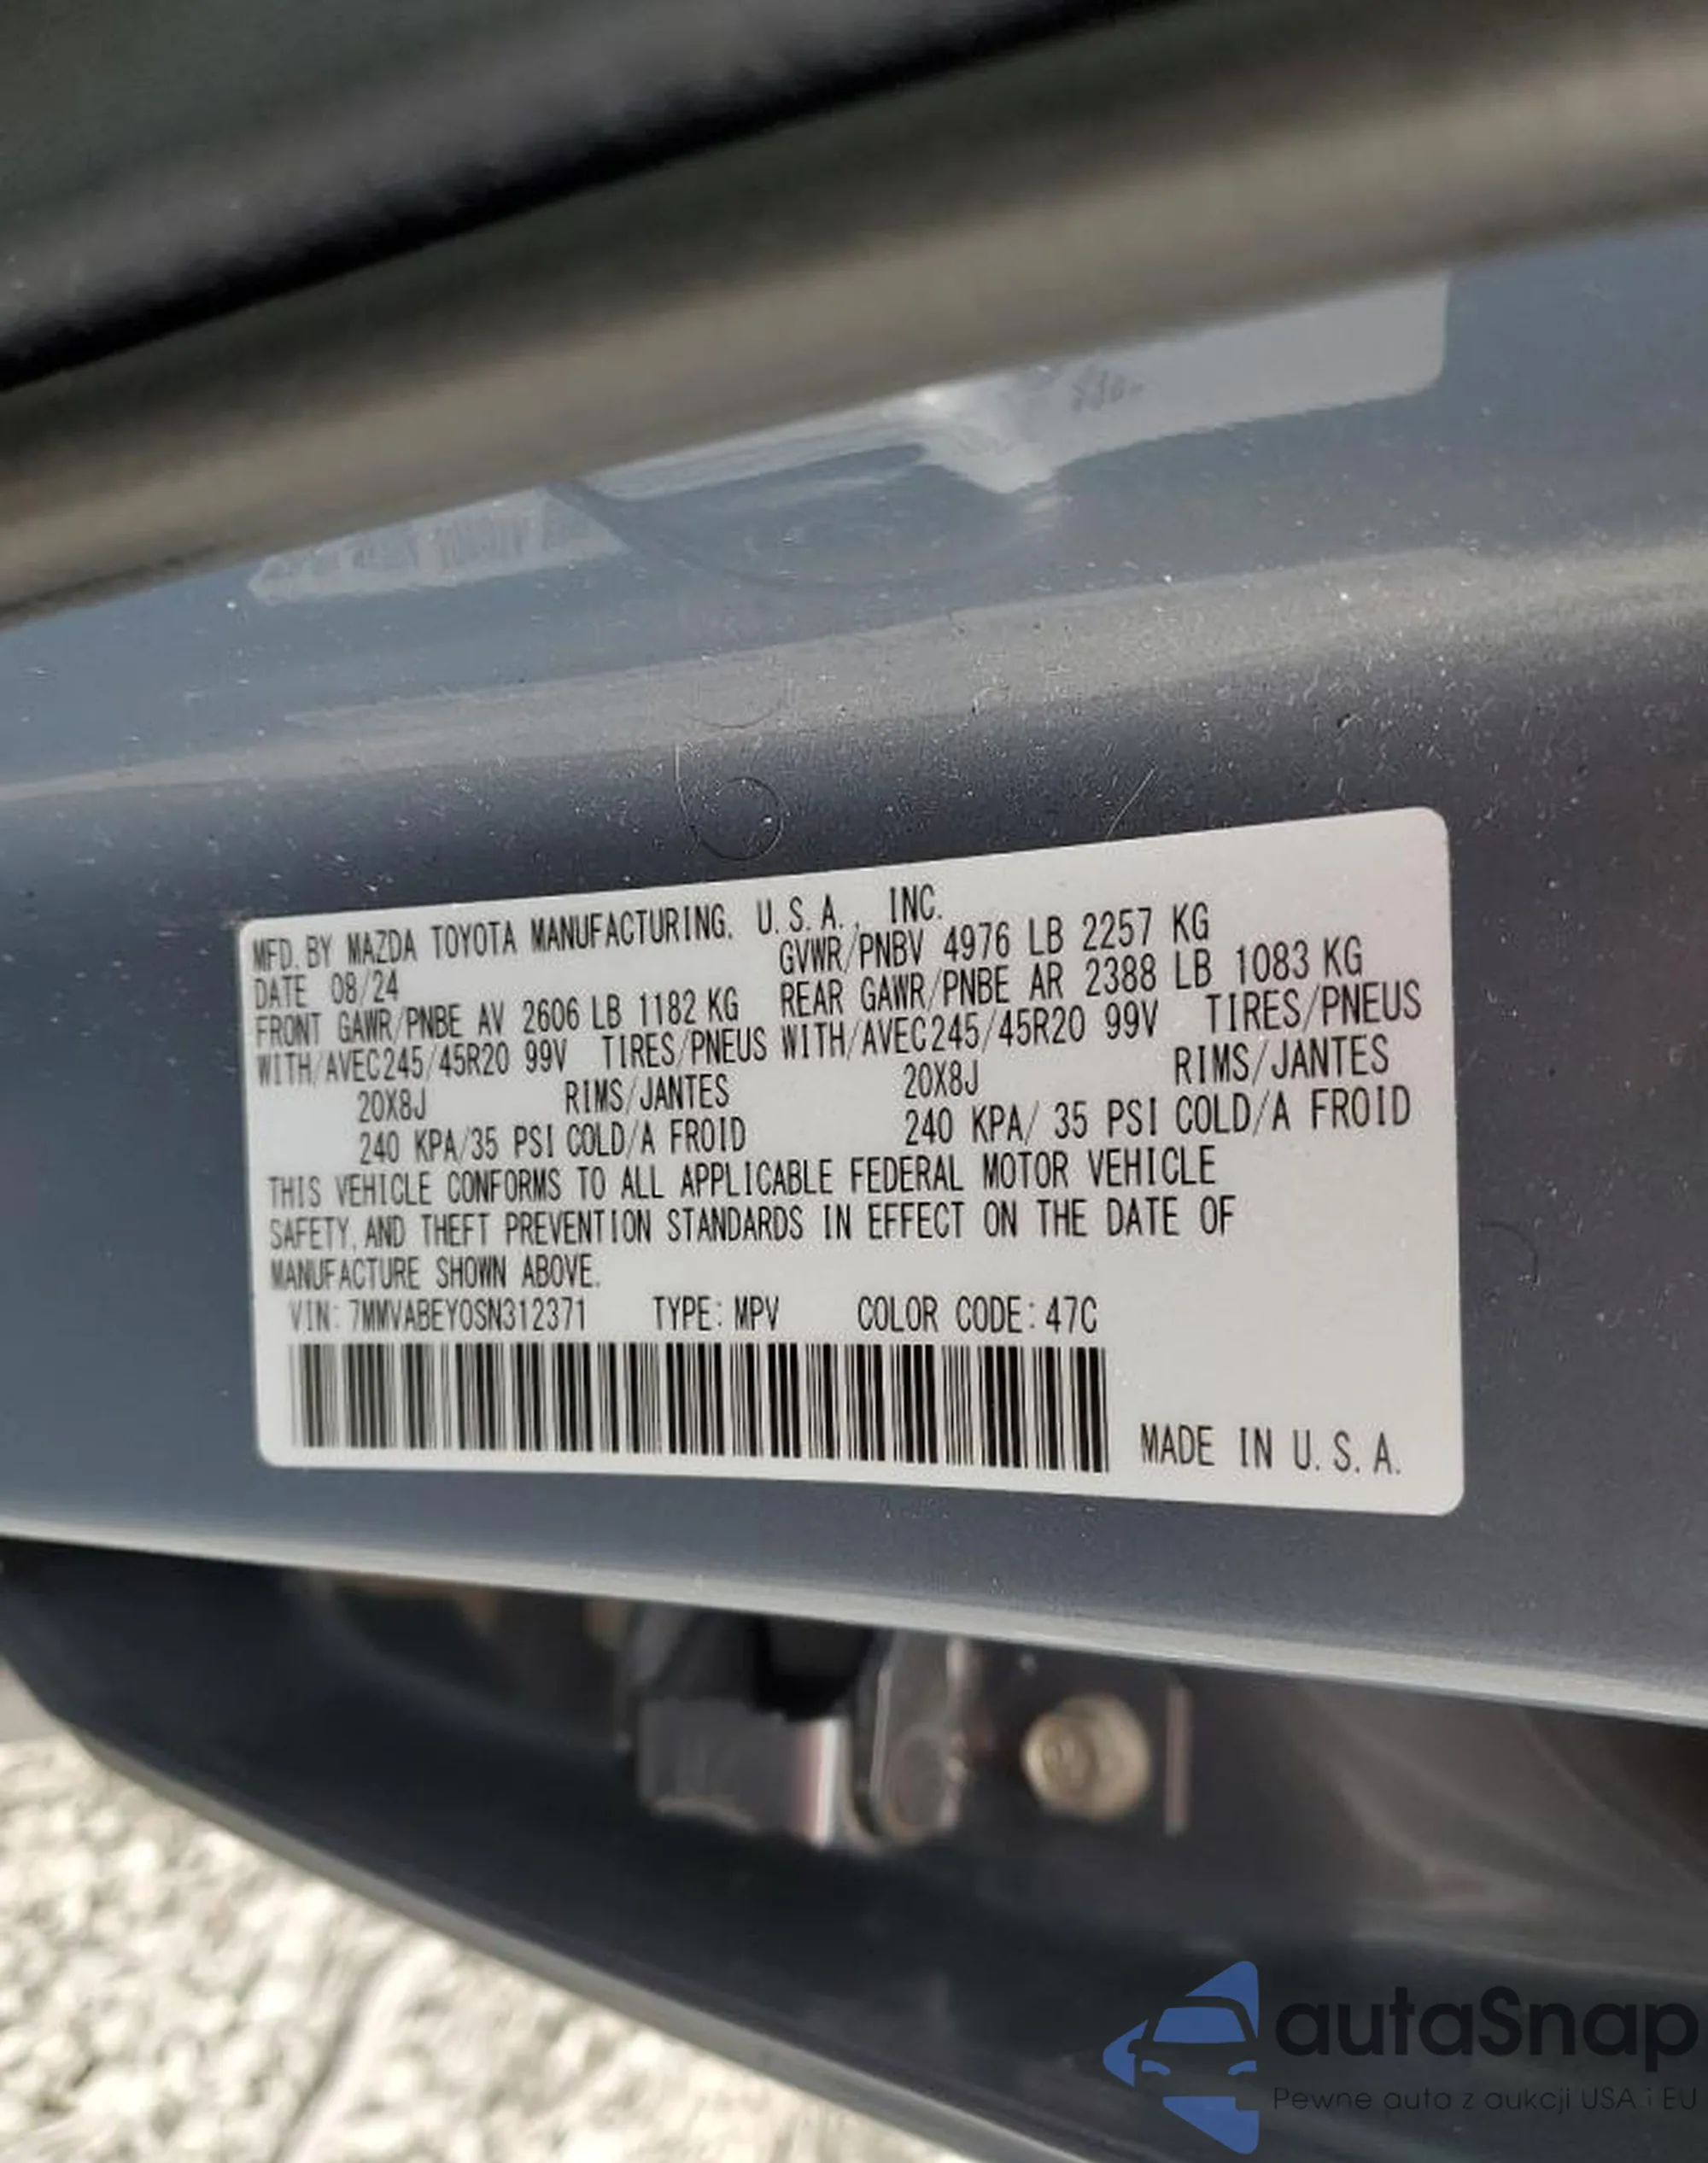 MFD. BY MAZDA TOYOTA MANUFACTURING, U.S.A., INC.
DATE 08/24 GVWR/PNBV 4976 LB 2257 KG
FRONT GAWR/PNBE AV 2606 LB 1182 KG REAR GAWR/PNBE AR 2388 LB 1083 KG
WITH/AVEC 245/45R20 99V TIRES/PNEUS WITH/AVEC 245/45R20 99V TIRES/PNEUS
20X8J RIMS/JANTES 20X8J RIMS/JANTES
240 KPA/35 PSI COLD/A FROID 240 KPA/ 35 PSI COLD/A FROID
THIS VEHICLE CONFORMS TO ALL APPLICABLE FEDERAL MOTOR VEHICLE
SAFETY, AND THEFT PREVENTION STANDARDS IN EFFECT ON THE DATE OF
MANUFACTURE SHOWN ABOVE.
VIN: 7MMVABEY0SN312371 TYPE: MPV COLOR CODE: 47C
MADE IN U.S.A.
autaSnap
Pewne auta z aukcji USA i EU